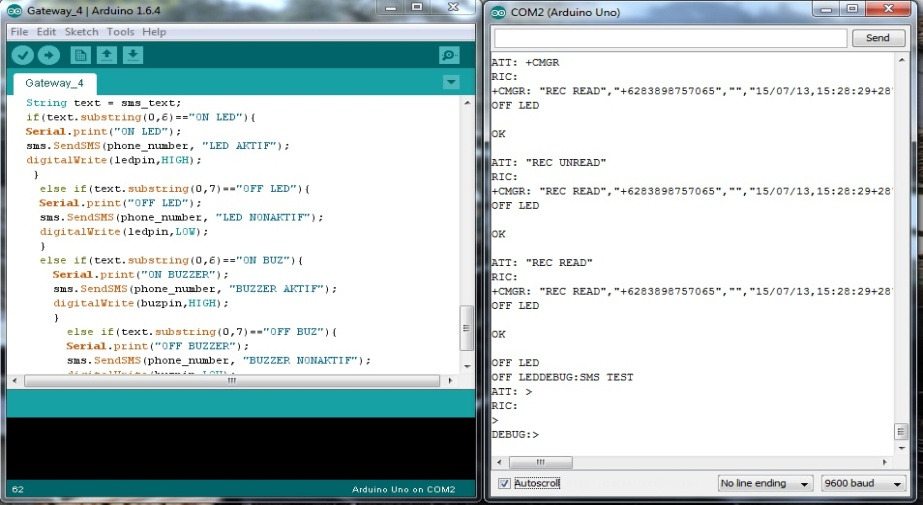 Gateway_4 | Arduino 1.6.4
File Edit Sketch Tools Help
Gateway_4
String text = sms_text;
if(text.substring(0,6)=="ON LED"){
Serial.print("ON LED");
sms.SendSMS(phone_number, "LED AKTIF");
digitalWrite(ledpin,HIGH);
}
else if(text.substring(0,7)=="OFF LED"){
Serial.print("OFF LED");
sms.SendSMS(phone_number, "LED NONAKTIF");
digitalWrite(ledpin,LOW);
}
else if(text.substring(0,6)=="ON BUZ"){
Serial.print("ON BUZZER");
sms.SendSMS(phone_number, "BUZZER AKTIF");
digitalWrite(buzpin,HIGH);
}
else if(text.substring(0,7)=="OFF BUZ"){
Serial.print("OFF BUZZER");
sms.SendSMS(phone_number, "BUZZER NONAKTIF");
62
Arduino Uno on COM2
COM2 (Arduino Uno)
Send
ATT: +CMGR
RIC:
+CMGR: "REC READ","+6283898757065","","15/07/13,15:28:29+28"
OFF LED
OK
ATT: "REC UNREAD"
RIC:
+CMGR: "REC READ","+6283898757065","","15/07/13,15:28:29+28"
OFF LED
OK
ATT: "REC READ"
RIC:
+CMGR: "REC READ","+6283898757065","","15/07/13,15:28:29+28"
OFF LED
OK
OFF LED
OFF LEDDEBUG:SMS TEST
ATT: >
RIC:
>
DEBUG:>
Autoscroll
No line ending
9600 baud